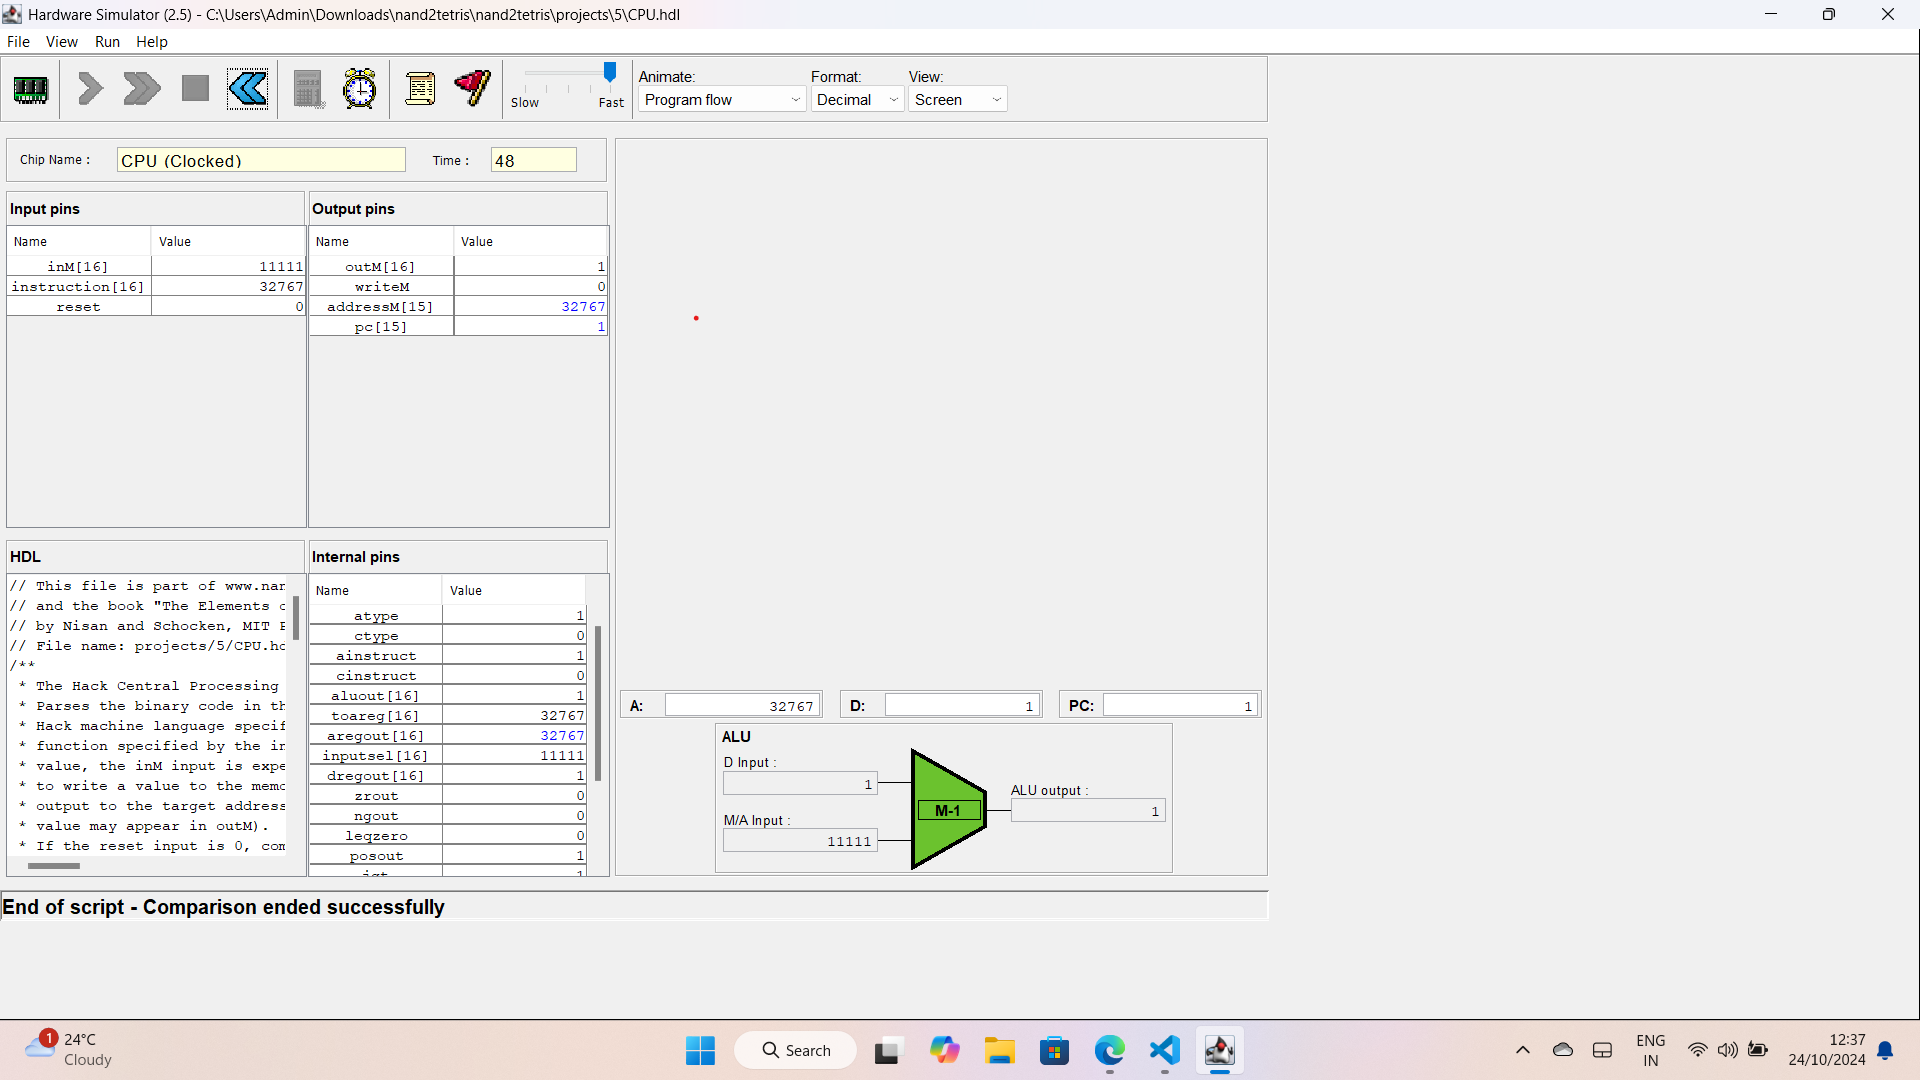 Hardware Simulator (2.5) - C:\Users\Admin\Downloads\nand2tetris\nand2tetris\projects\5\CPU.hdl
File View Run Help
Slow Fast
Animate: Format: View:
Program flow Decimal Screen
Chip Name : CPU (Clocked) Time : 48
Input pins
Name Value
inM[16] 11111
instruction[16] 32767
reset 0
Output pins
Name Value
outM[16] 1
writeM 0
addressM[15] 32767
pc[15] 1
HDL
// This file is part of www.nan
// and the book "The Elements o
// by Nisan and Schocken, MIT P
// File name: projects/5/CPU.hd
/**
* The Hack Central Processing
* Parses the binary code in th
* Hack machine language specif
* function specified by the in
* value, the inM input is expe
* to write a value to the memo
* output to the target address
* value may appear in outM).
* If the reset input is 0, com
Internal pins
Name Value
atype 1
ctype 0
ainstruct 1
cinstruct 0
aluout[16] 1
toareg[16] 32767
aregout[16] 32767
inputsel[16] 11111
dregout[16] 1
zrout 0
ngout 0
leqzero 0
posout 1
jgt 1
A: 32767 D: 1 PC: 1
ALU
D Input :
1
M/A Input :
11111
M-1
ALU output :
1
End of script - Comparison ended successfully
1
24°C
Cloudy
Search
ENG
IN
12:37
24/10/2024